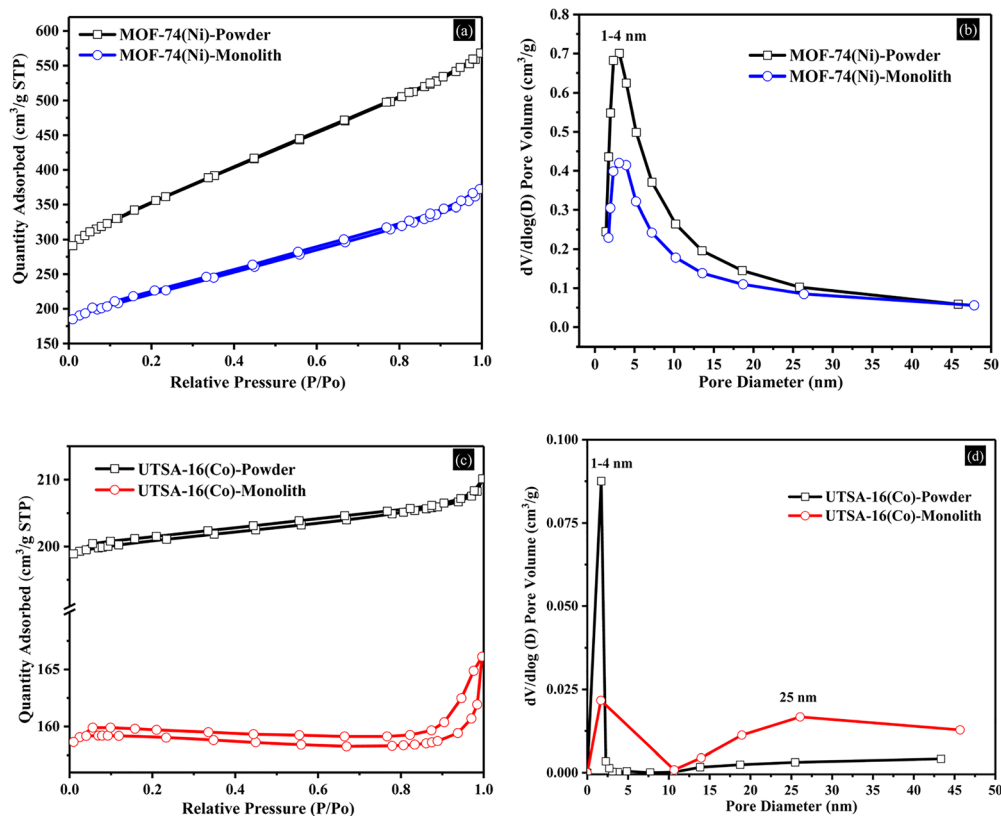 (a)
MOF-74(Ni)-Powder
MOF-74(Ni)-Monolith
Quantity Adsorbed (cm³/g STP)
600
550
500
450
400
350
300
250
200
150
0.0 0.2 0.4 0.6 0.8 1.0
Relative Pressure (P/Po)
(b)
1-4 nm
MOF-74(Ni)-Powder
MOF-74(Ni)-Monolith
dV/dlog(D) Pore Volume (cm³/g)
0.8
0.7
0.6
0.5
0.4
0.3
0.2
0.1
0.0
0 5 10 15 20 25 30 35 40 45 50
Pore Diameter (nm)
(c)
UTSA-16(Co)-Powder
UTSA-16(Co)-Monolith
Quantity Adsorbed (cm³/g STP)
210
200
165
160
0.0 0.2 0.4 0.6 0.8 1.0
Relative Pressure (P/Po)
(d)
1-4 nm
UTSA-16(Co)-Powder
UTSA-16(Co)-Monolith
25 nm
dV/dlog (D) Pore Volume (cm³/g)
0.100
0.075
0.050
0.025
0.000
0 5 10 15 20 25 30 35 40 45 50
Pore Diameter (nm)